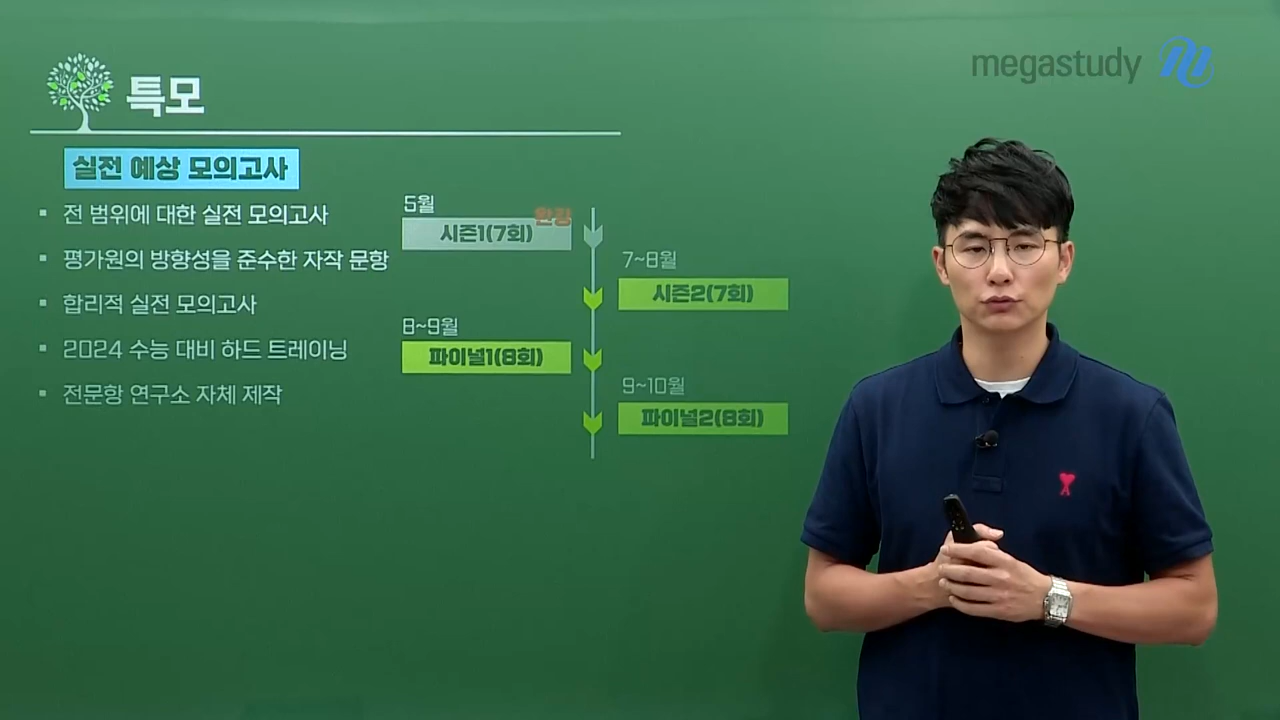 megastudy
특모
실전 예상 모의고사
전 범위에 대한 실전 모의고사
평가원의 방향성을 준수한 자작 문항
합리적 실전 모의고사
2024 수능 대비 하드 트레이닝
전문항 연구소 자체 제작
5월
시즌1(7회)
7~8월
시즌2(7회)
8~9월
파이널1(8회)
9~10월
파이널2(8회)